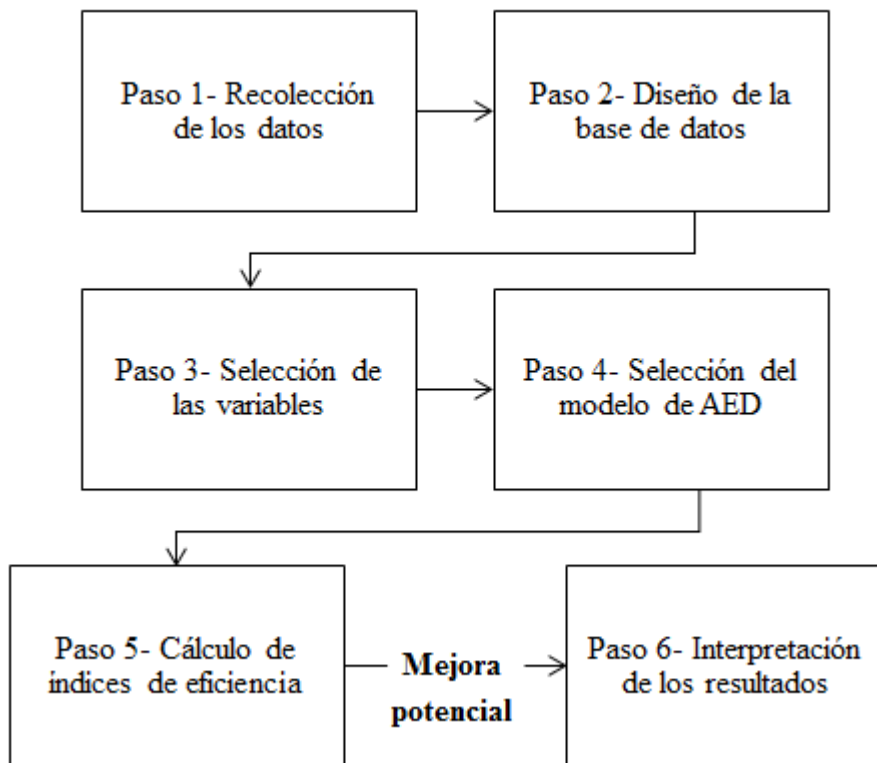 Paso 1- Recolección
de los datos
Paso 2- Diseño de la
base de datos
Paso 3- Selección de
las variables
Paso 4- Selección del
modelo de AED
Paso 5- Cálculo de
índices de eficiencia
Mejora
potencial
Paso 6- Interpretación
de los resultados